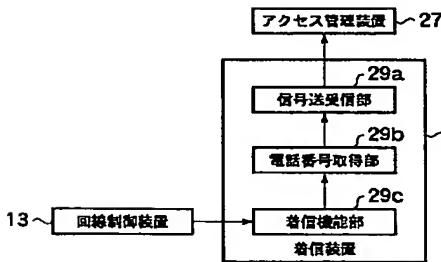 アクセス管理装置
27
29a
信号送受信部
29b
電話番号取得部
29c
13
回線制御装置
着信機能部
着信装置